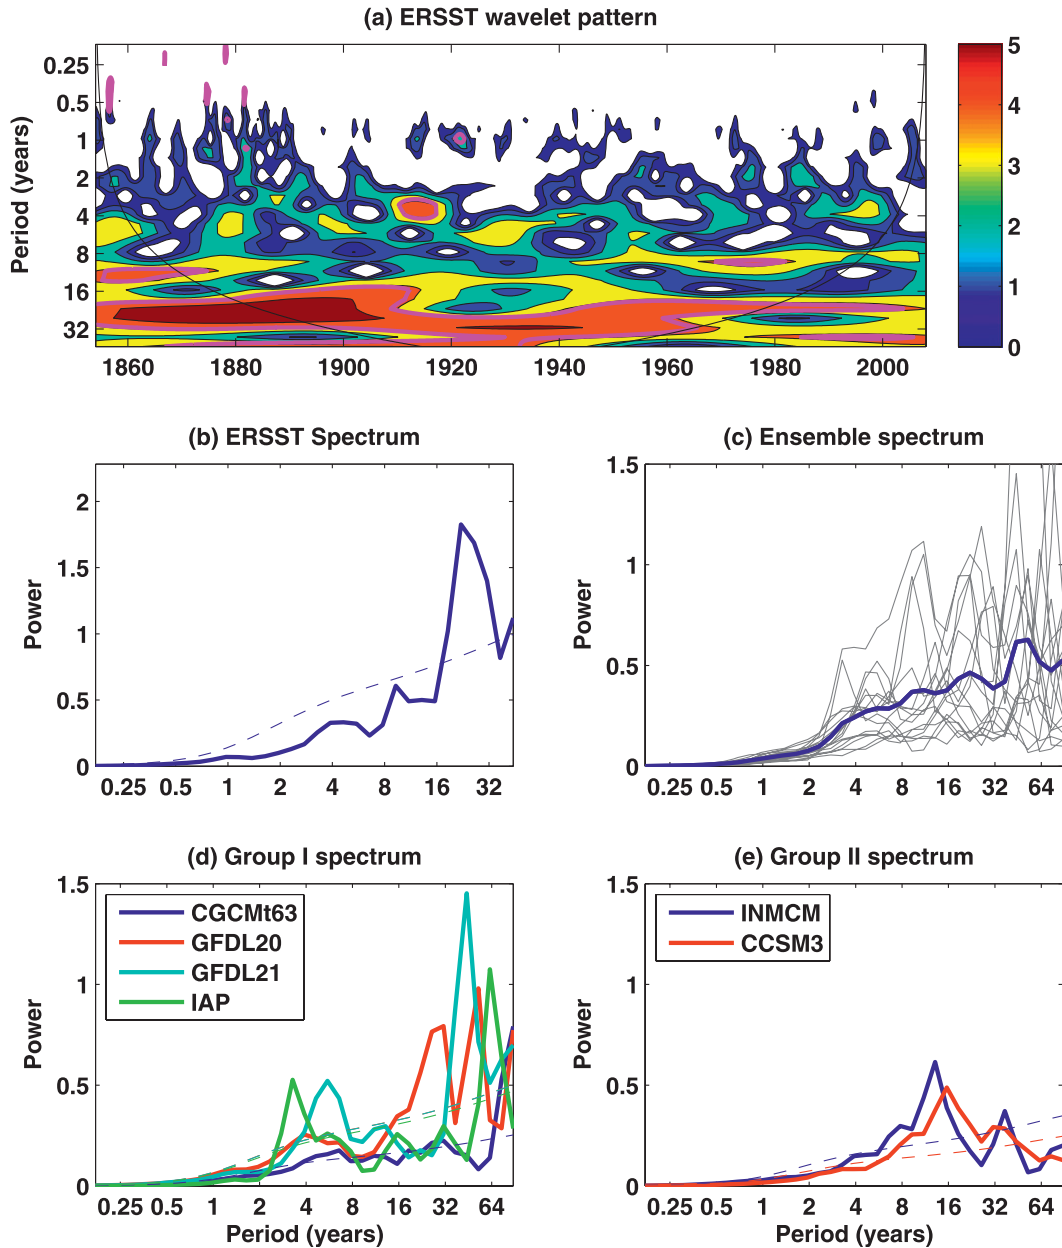 (a) ERSST wavelet pattern
Period (years)
0.25
0.5
1
2
4
8
16
32
1860 1880 1900 1920 1940 1960 1980 2000
5
4
3
2
1
0
(b) ERSST Spectrum
Power
2
1.5
1
0.5
0
0.25 0.5 1 2 4 8 16 32
(c) Ensemble spectrum
Power
1.5
1
0.5
0
0.25 0.5 1 2 4 8 16 32 64
(d) Group I spectrum
Power
1.5
1
0.5
0
CGCMt63
GFDL20
GFDL21
IAP
0.25 0.5 1 2 4 8 16 32 64
Period (years)
(e) Group II spectrum
Power
1.5
1
0.5
0
INMCM
CCSM3
0.25 0.5 1 2 4 8 16 32 64
Period (years)